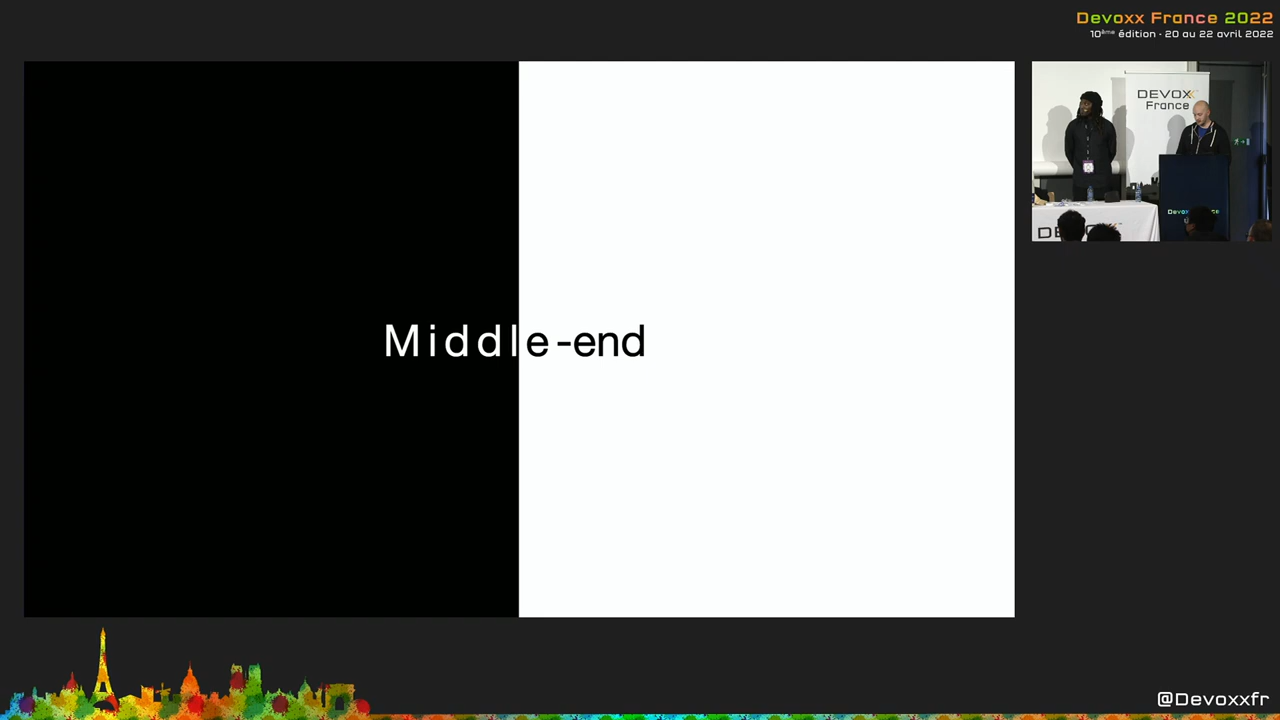 Devoxx France 2022
10ème édition · 20 au 22 avril 2022
DEVOXX
France
Middle-end
@Devoxxfr